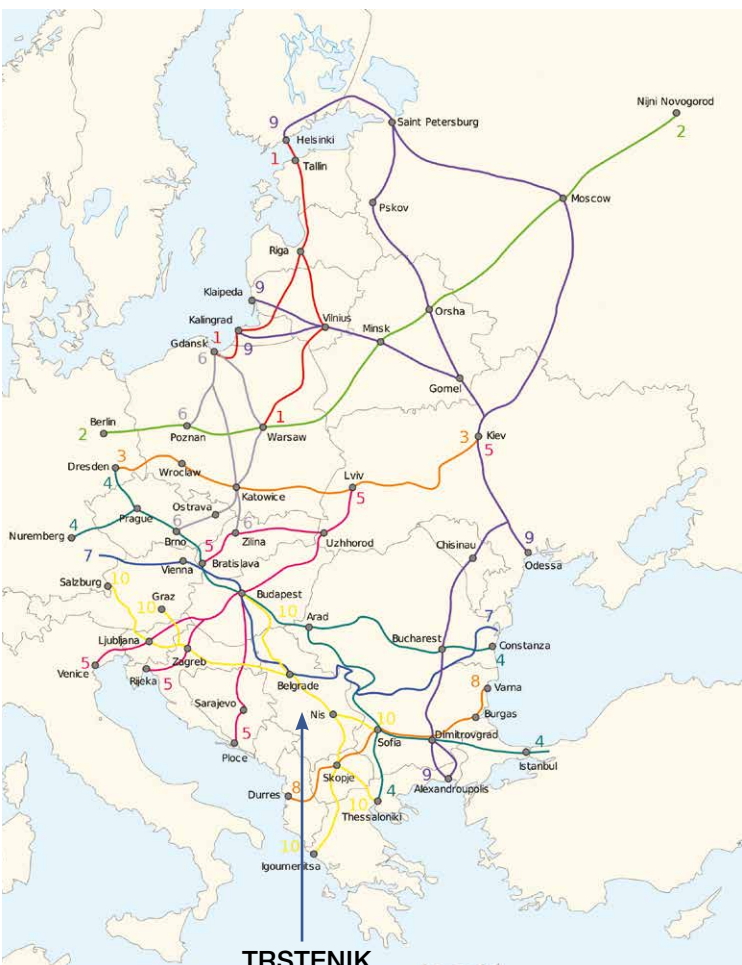 Nijni Novogorod
2
9
Saint Petersburg
Helsinki
1
Tallin
Moscow
Pskov
Riga
Klaipeda
9
Orsha
Kalingrad
Vilnius
Minsk
1
Gdansk
6
9
Gomel
Berlin
2
6
Poznan
1
Warsaw
3
Kiev
5
3
Dresden
Wroclaw
4
Lviv
5
Katowice
Ostrava
Prague
6
6
4
Nuremberg
Brno
Zlina
Uzhhorod
5
9
Odessa
Chisinau
7
Vienna
Bratislava
Salzburg
10
Graz
10
Budapest
10
Arad
7
Ljubljana
Bucharest
Constanza
4
Zagreb
5
Venice
Rijeka
5
Belgrade
8
Varna
Sarajevo
Nis
10
Burgas
5
Sofia
Dimitrovgrad
Ploce
4
Istanbul
Skopje
9
Alexandroupolis
8
Durres
10
4
Thessaloniki
10
Igoumenitsa
TRSTENIK